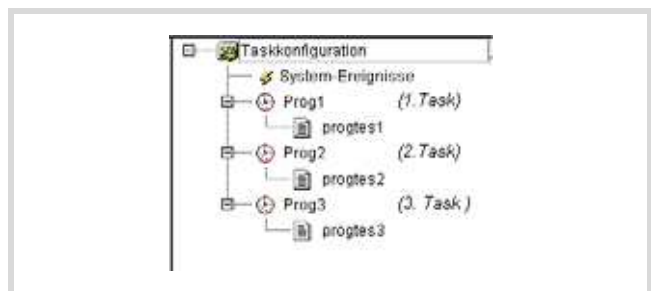 Taskkonfiguration
System-Ereignisse
Prog1 (1.Task)
progtes1
Prog2 (2.Task)
progtes2
Prog3 (3. Task )
progtes3